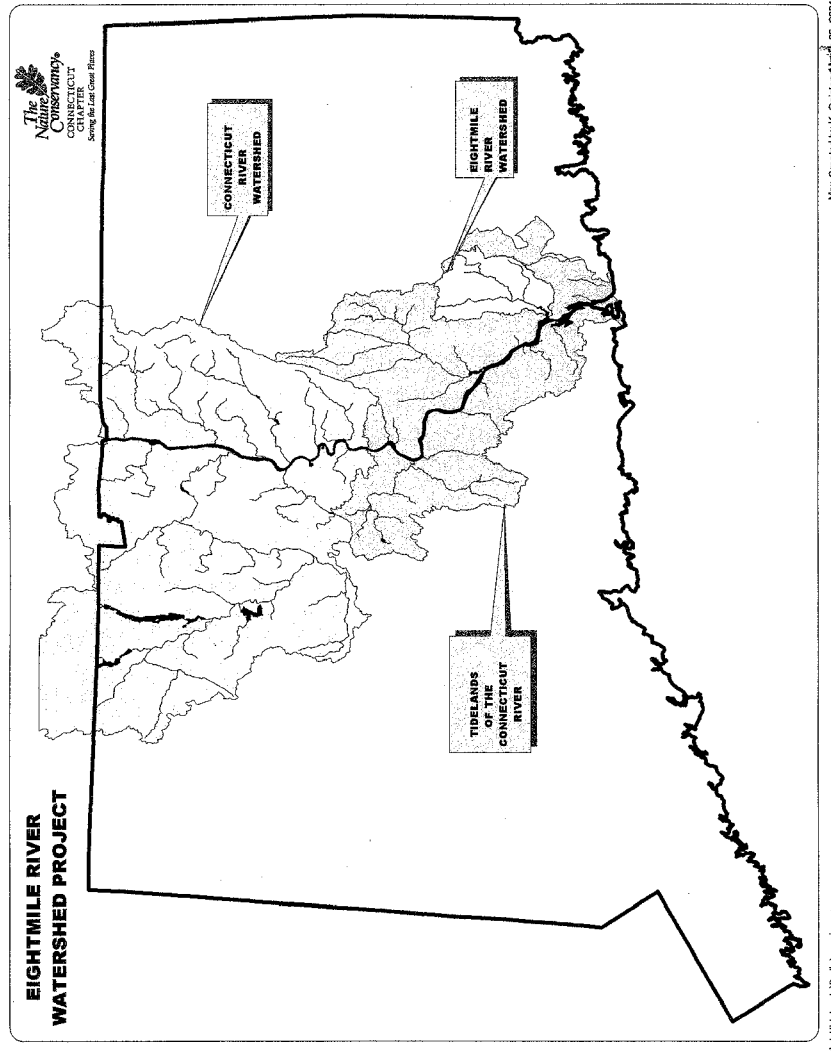 EIGHTMILE RIVER
WATERSHED PROJECT
The
Nature
Conservancy®
CONNECTICUT
CHAPTER
Saving the Last Great Places
CONNECTICUT
RIVER
WATERSHED
EIGHTMILE
RIVER
WATERSHED
TIDELANDS
OF THE
CONNECTICUT
RIVER